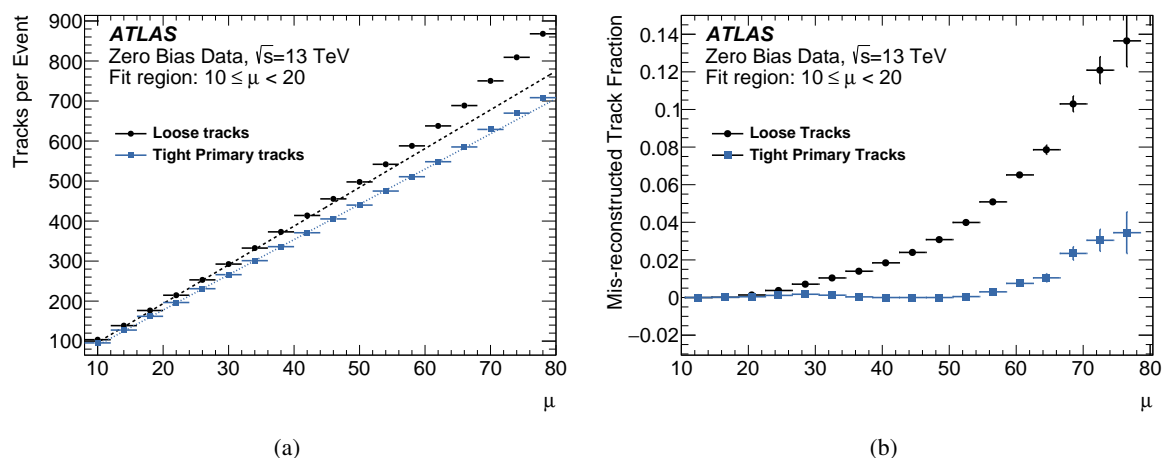 ATLAS
Zero Bias Data, √s=13 TeV
Fit region: 10 ≤ μ < 20
Loose tracks
Tight Primary tracks
Tracks per Event
900
800
700
600
500
400
300
200
100
10 20 30 40 50 60 70 80
μ
(a)
ATLAS
Zero Bias Data, √s=13 TeV
Fit region: 10 ≤ μ < 20
Loose Tracks
Tight Primary Tracks
Mis-reconstructed Track Fraction
0.14
0.12
0.1
0.08
0.06
0.04
0.02
0
−0.02
10 20 30 40 50 60 70 80
μ
(b)